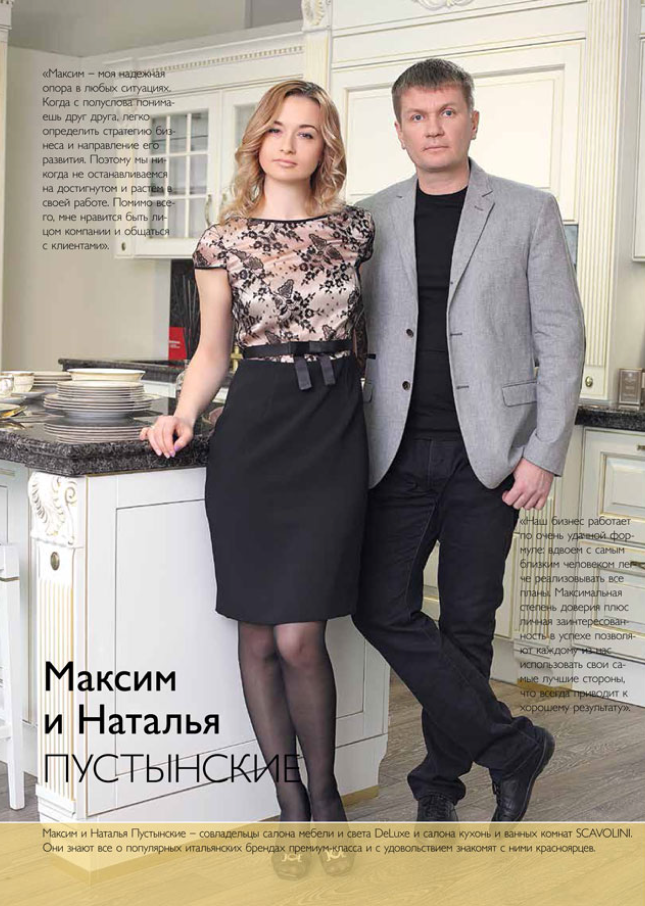 «Максим – моя надежная
опора в любых ситуациях.
Когда с полуслова понима-
ешь друг друга, легко
определить стратегию биз-
неса и направление его
развития. Поэтому мы ни-
когда не останавливаемся
на достигнутом и растем в
своей работе. Помимо все-
го, мне нравится быть ли-
цом компании и общаться
с клиентами».
«Наш бизнес работает
по очень удачной фор-
муле: вдвоем с самым
близким человеком лег-
че реализовывать все
планы. Максимальная
степень доверия плюс
личная заинтересован-
ность в успехе позволя-
ют каждому из нас
использовать свои са-
мые лучшие стороны,
что всегда приводит к
хорошему результату».
Максим
и Наталья
ПУСТЫНСКИЕ
Максим и Наталья Пустынские – совладельцы салона мебели и света DeLuxe и салона кухонь и ванных комнат SCAVOLINI.
Они знают все о популярных итальянских брендах премиум-класса и с удовольствием знакомят с ними красноярцев.